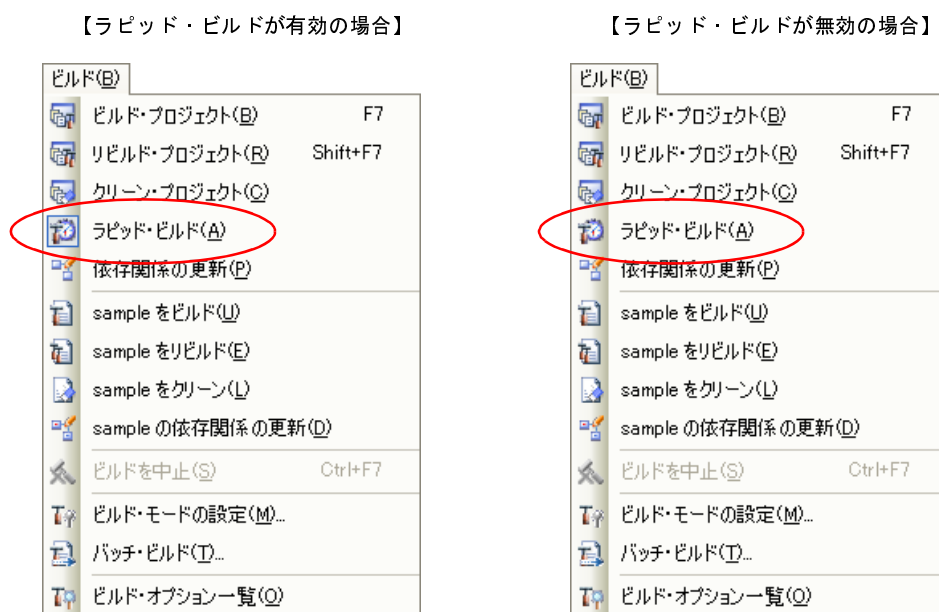 【ラピッド・ビルドが有効の場合】
ビルド(B)
ビルド・プロジェクト(B) F7
リビルド・プロジェクト(R) Shift+F7
クリーン・プロジェクト(C)
ラピッド・ビルド(A)
依存関係の更新(P)
sample をビルド(U)
sample をリビルド(E)
sample をクリーン(L)
sample の依存関係の更新(D)
ビルドを中止(S) Ctrl+F7
ビルド・モードの設定(M)...
バッチ・ビルド(T)...
ビルド・オプション一覧(O)
【ラピッド・ビルドが無効の場合】
ビルド(B)
ビルド・プロジェクト(B) F7
リビルド・プロジェクト(R) Shift+F7
クリーン・プロジェクト(C)
ラピッド・ビルド(A)
依存関係の更新(P)
sample をビルド(U)
sample をリビルド(E)
sample をクリーン(L)
sample の依存関係の更新(D)
ビルドを中止(S) Ctrl+F7
ビルド・モードの設定(M)...
バッチ・ビルド(T)...
ビルド・オプション一覧(O)